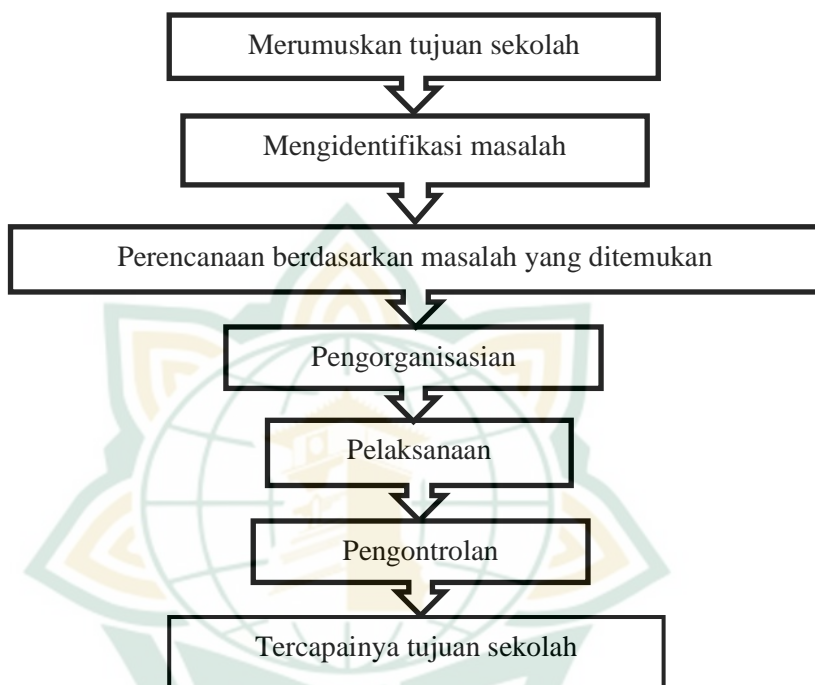 Merumuskan tujuan sekolah
Mengidentifikasi masalah
Perencanaan berdasarkan masalah yang ditemukan
Pengorganisasian
Pelaksanaan
Pengontrolan
Tercapainya tujuan sekolah